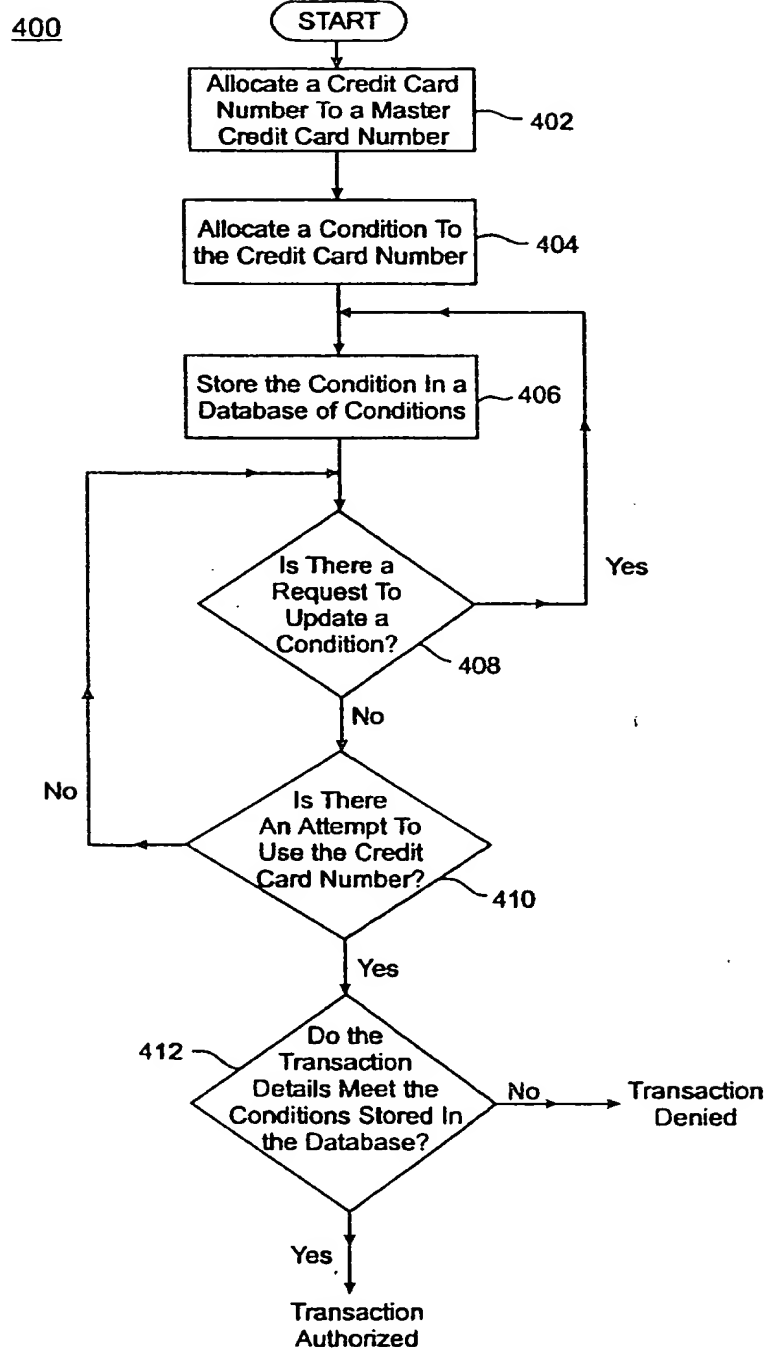 400
START
Allocate a Credit Card
Number To a Master
Credit Card Number
402
Allocate a Condition To
the Credit Card Number
404
Store the Condition In a
Database of Conditions
406
Is There a
Request To
Update a
Condition?
408
Yes
No
Is There
An Attempt To
Use the Credit
Card Number?
410
No
Yes
412
Do the
Transaction
Details Meet the
Conditions Stored In
the Database?
No
Transaction
Denied
Yes
Transaction
Authorized